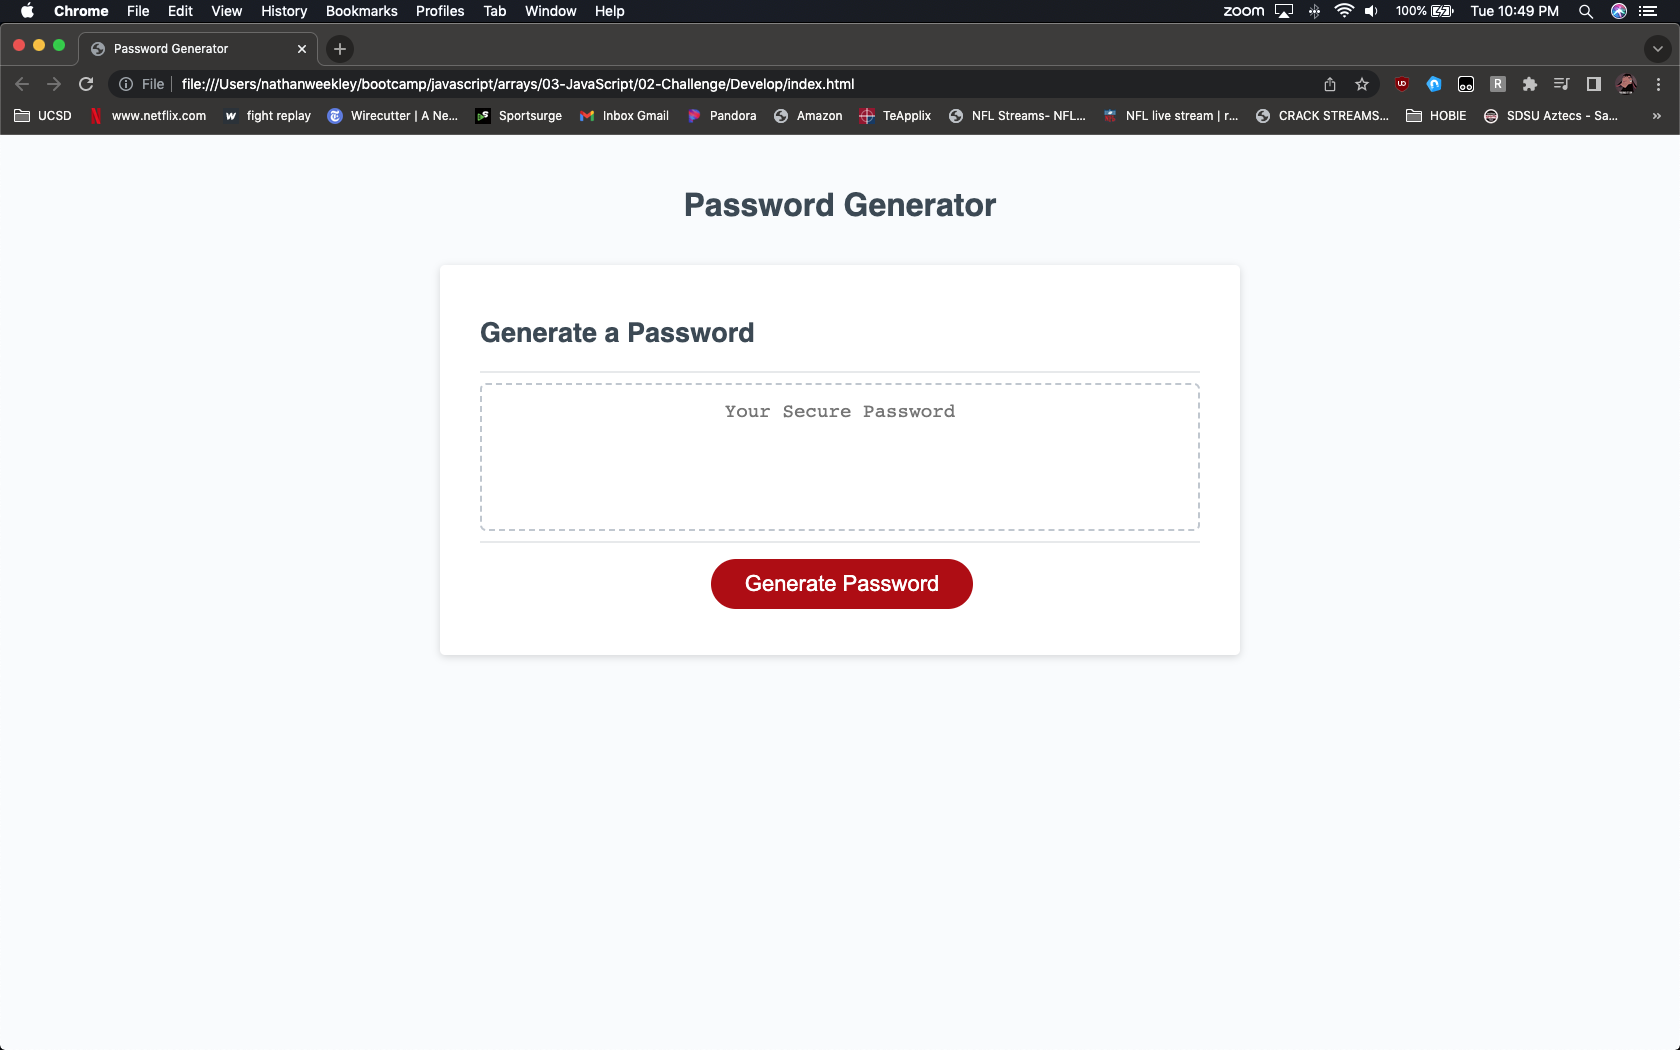 Chrome File Edit View History Bookmarks Profiles Tab Window Help zoom 100% Tue 10:49 PM
Password Generator
File file:///Users/nathanweekley/bootcamp/javascript/arrays/03-JavaScript/02-Challenge/Develop/index.html
UCSD www.netflix.com fight replay Wirecutter | A Ne... Sportsurge Inbox Gmail Pandora Amazon TeApplix NFL Streams- NFL... NFL live stream | r... CRACK STREAMS... HOBIE SDSU Aztecs - Sa... »
Password Generator
Generate a Password
Your Secure Password
Generate Password